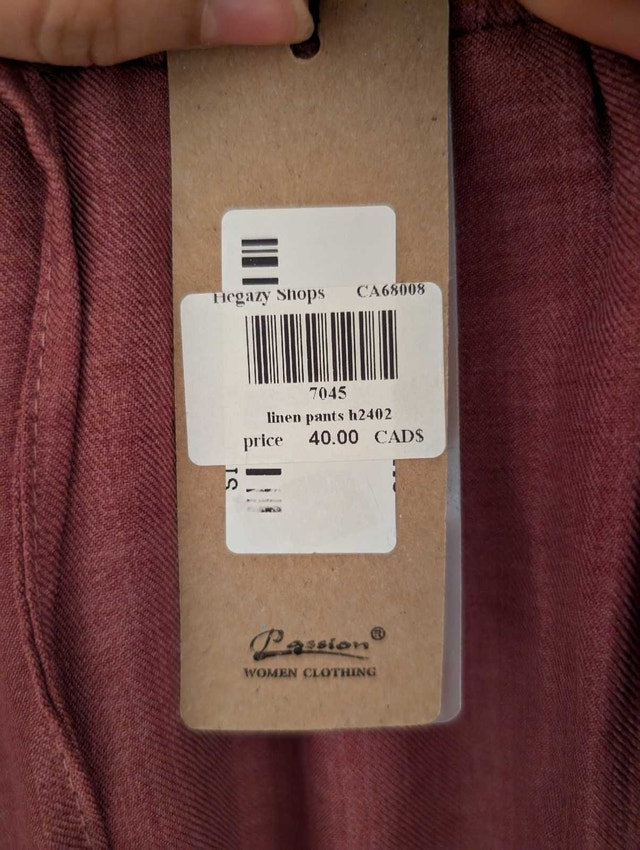 Hegazy Shops CA68008
7045
linen pants h2402
price 40.00 CAD$
Passion®
WOMEN CLOTHING